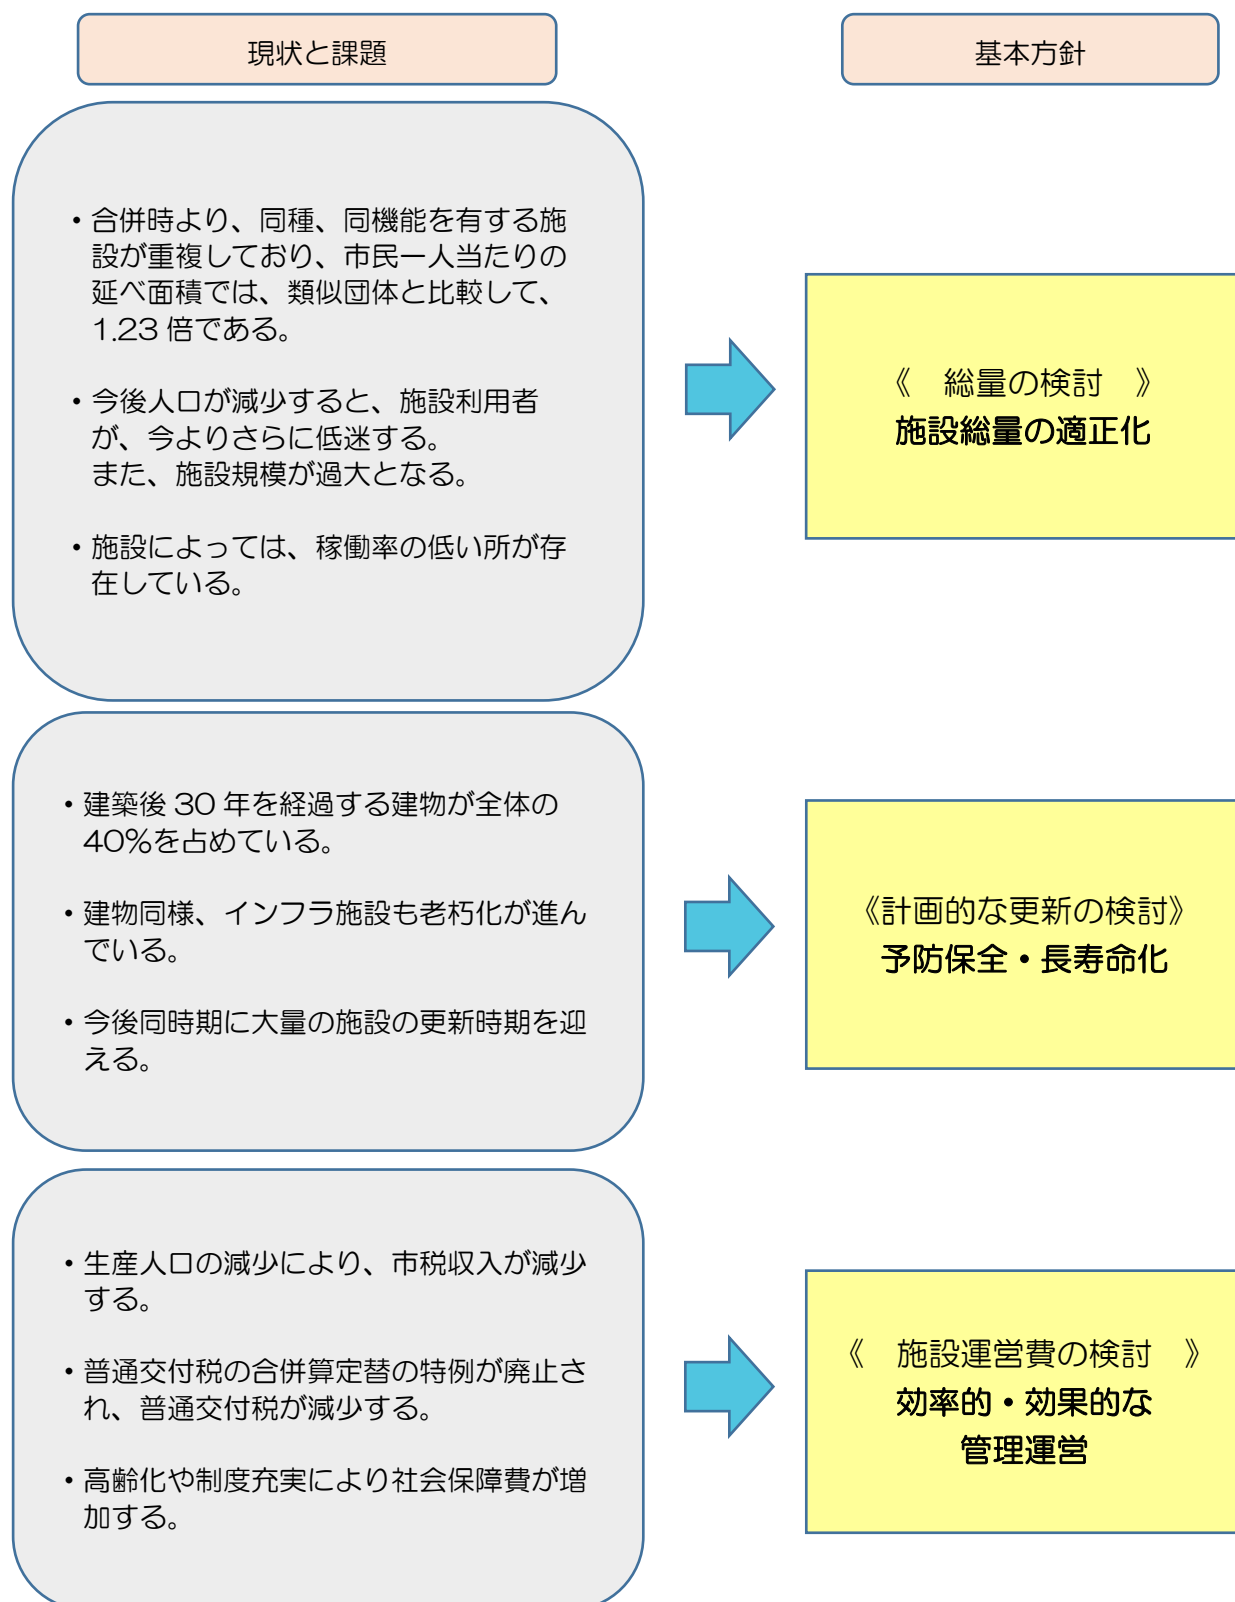 現状と課題
基本方針
・合併時より、同種、同機能を有する施
設が重複しており、市民一人当たりの
延べ面積では、類似団体と比較して、
1.23 倍である。
・今後人口が減少すると、施設利用者
が、今よりさらに低迷する。
また、施設規模が過大となる。
・施設によっては、稼働率の低い所が存
在している。
《　総量の検討　》
施設総量の適正化
・建築後 30 年を経過する建物が全体の
40%を占めている。
・建物同様、インフラ施設も老朽化が進ん
でいる。
・今後同時期に大量の施設の更新時期を迎
える。
《計画的な更新の検討》
予防保全・長寿命化
・生産人口の減少により、市税収入が減少
する。
・普通交付税の合併算定替の特例が廃止さ
れ、普通交付税が減少する。
・高齢化や制度充実により社会保障費が増
加する。
《　施設運営費の検討　》
効率的・効果的な
管理運営